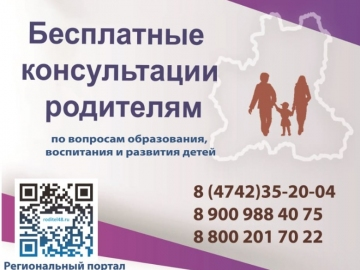 Бесплатные
консультации
родителям
по вопросам образования,
воспитания и развития детей
8 (4742)35-20-04
8 900 988 40 75
8 800 201 70 22
Региональный портал